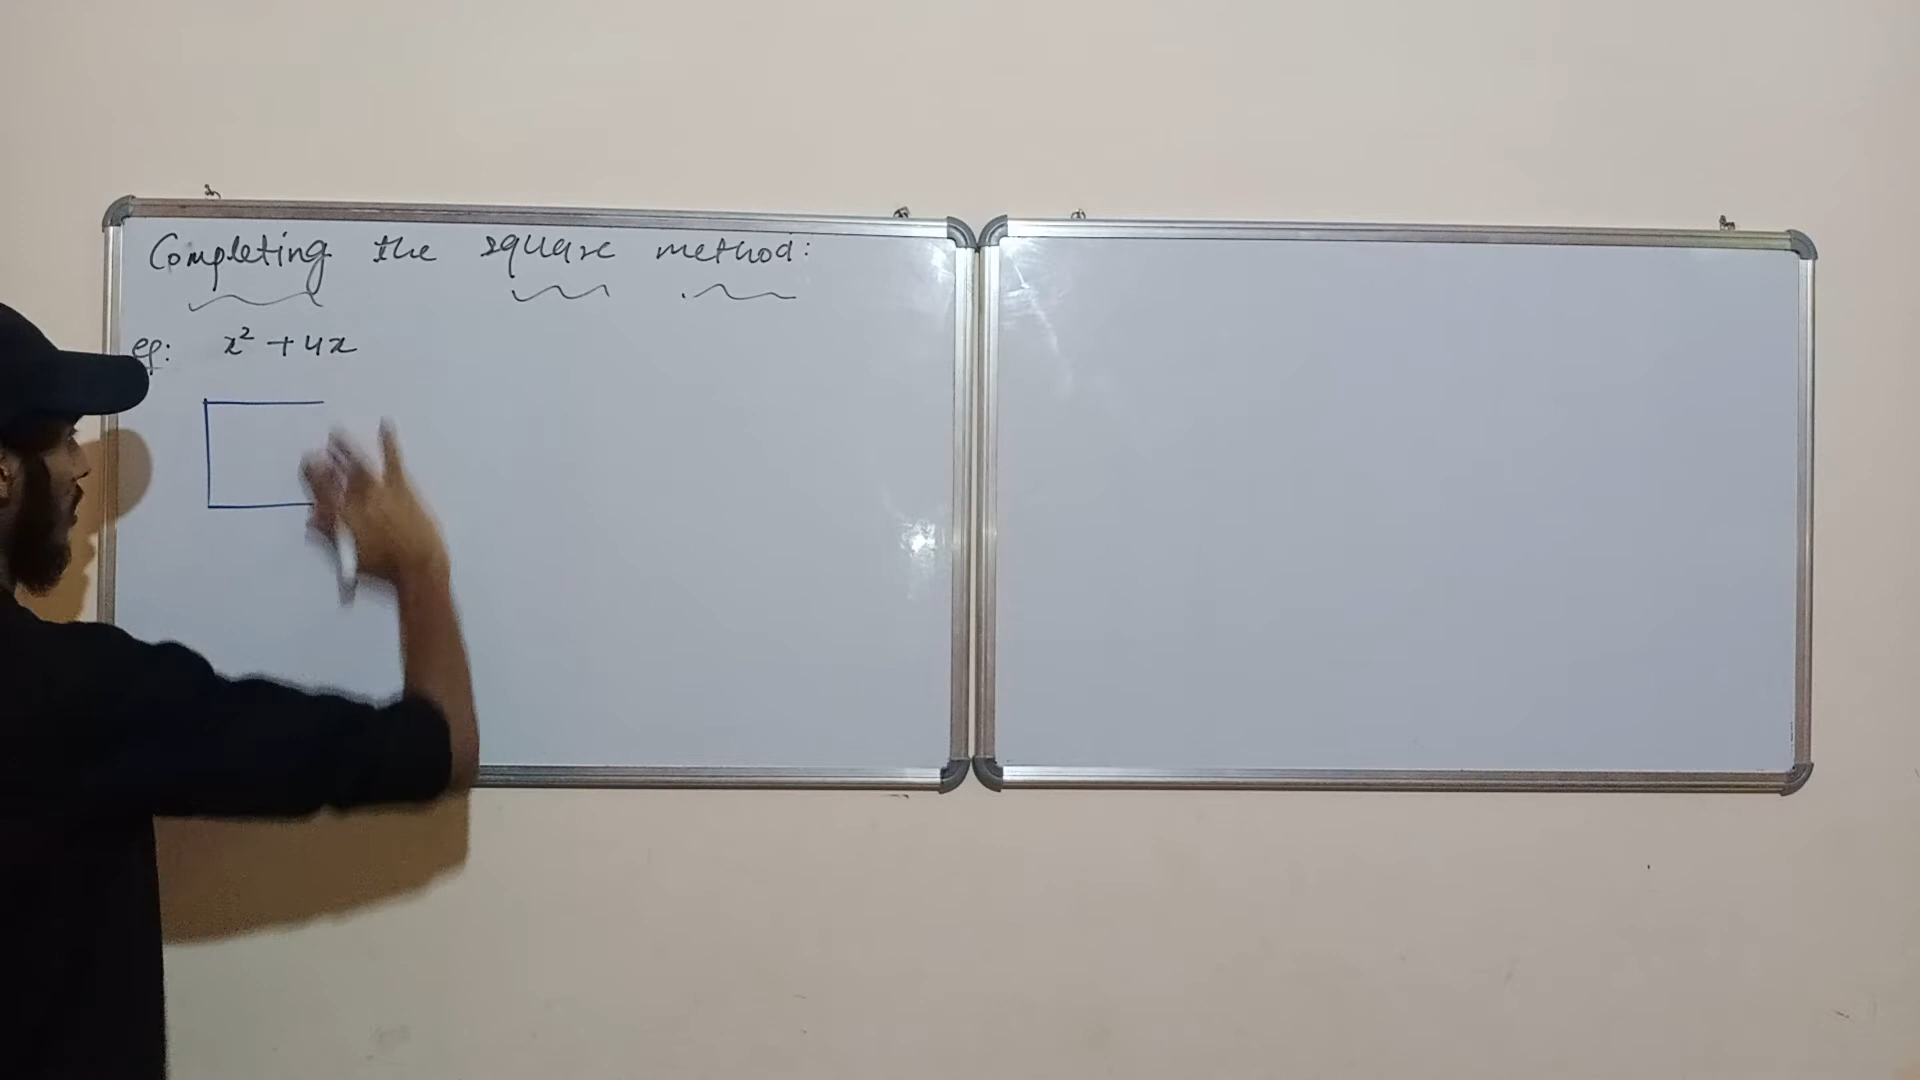 Completing the square method:
eg: x² + 4x